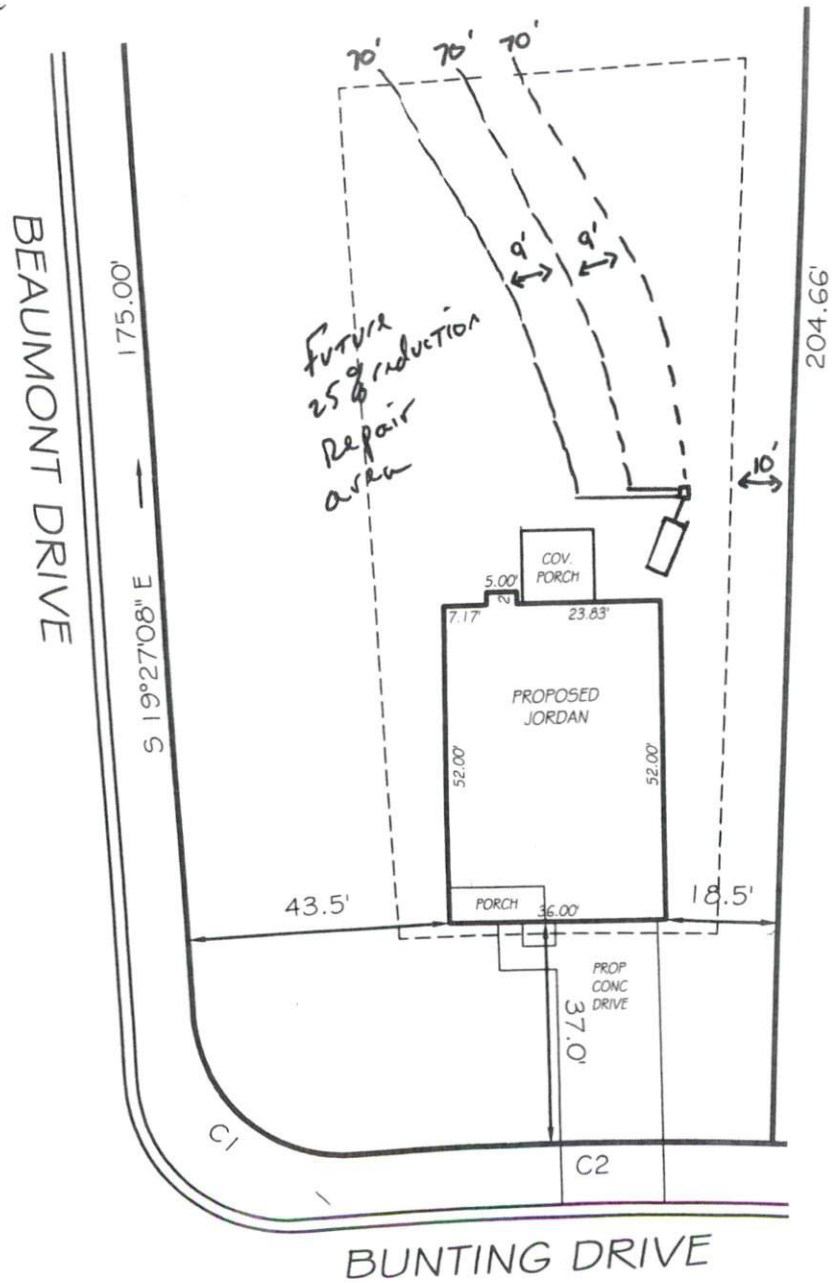 70' 70' 70'
9' 9'
Future
25% reduction
Repair
area
10'
BEAUMONT DRIVE
175.00'
S 19°27'08" E
204.66'
COV.
PORCH
5.00'
2'
7.17' 23.83'
PROPOSED
JORDAN
52.00' 52.00'
43.5' PORCH 36.00' 18.5'
PROP
CONC
DRIVE
37.0'
C1
C2
BUNTING DRIVE